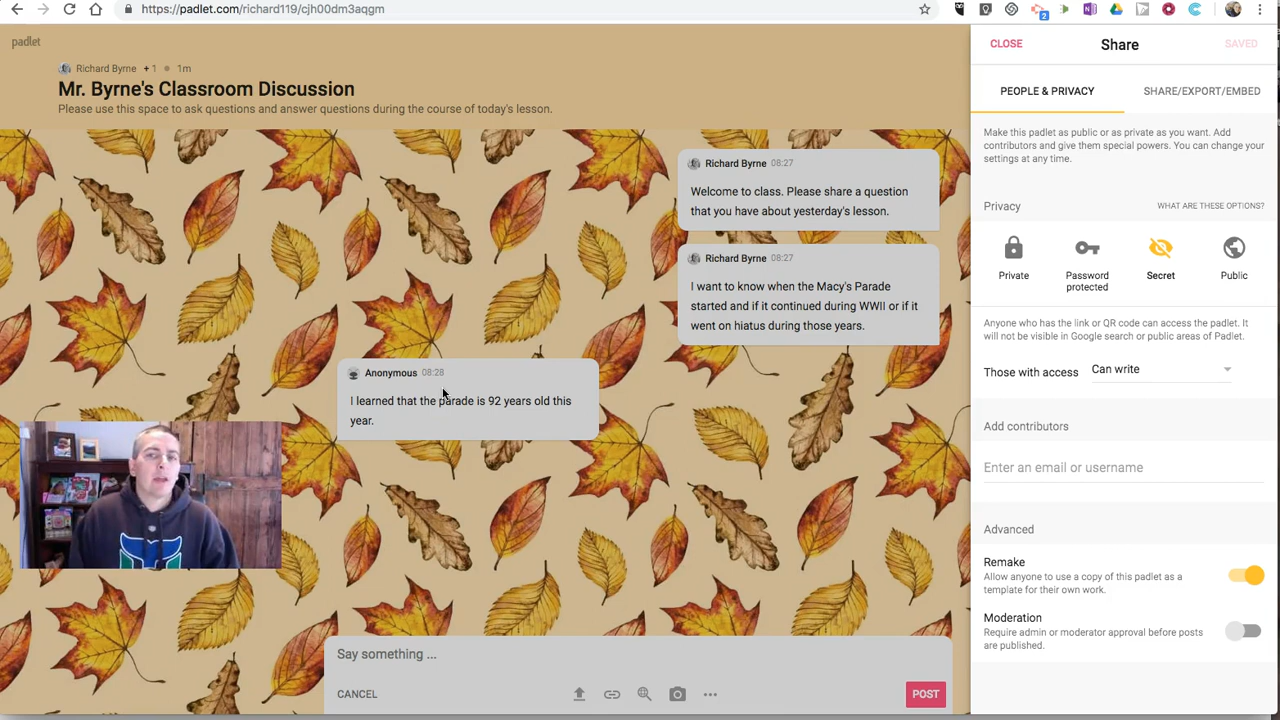 https://padlet.com/richard119/cjh00dm3aqgm
2
padlet
Richard Byrne +1 • 1m
Mr. Byrne's Classroom Discussion
Please use this space to ask questions and answer questions during the course of today's lesson.
Richard Byrne 08:27
Welcome to class. Please share a question
that you have about yesterday's lesson.
Richard Byrne 08:27
I want to know when the Macy's Parade
started and if it continued during WWII or if it
went on hiatus during those years.
Anonymous 08:28
I learned that the parade is 92 years old this
year.
Say something ...
CANCEL
POST
CLOSE
Share
SAVED
PEOPLE & PRIVACY
SHARE/EXPORT/EMBED
Make this padlet as public or as private as you want. Add
contributors and give them special powers. You can change your
settings at any time.
Privacy
WHAT ARE THESE OPTIONS?
Private
Password
protected
Secret
Public
Anyone who has the link or QR code can access the padlet. It
will not be visible in Google search or public areas of Padlet.
Those with access
Can write
Add contributors
Enter an email or username
Advanced
Remake
Allow anyone to use a copy of this padlet as a
template for their own work.
Moderation
Require admin or moderator approval before posts
are published.